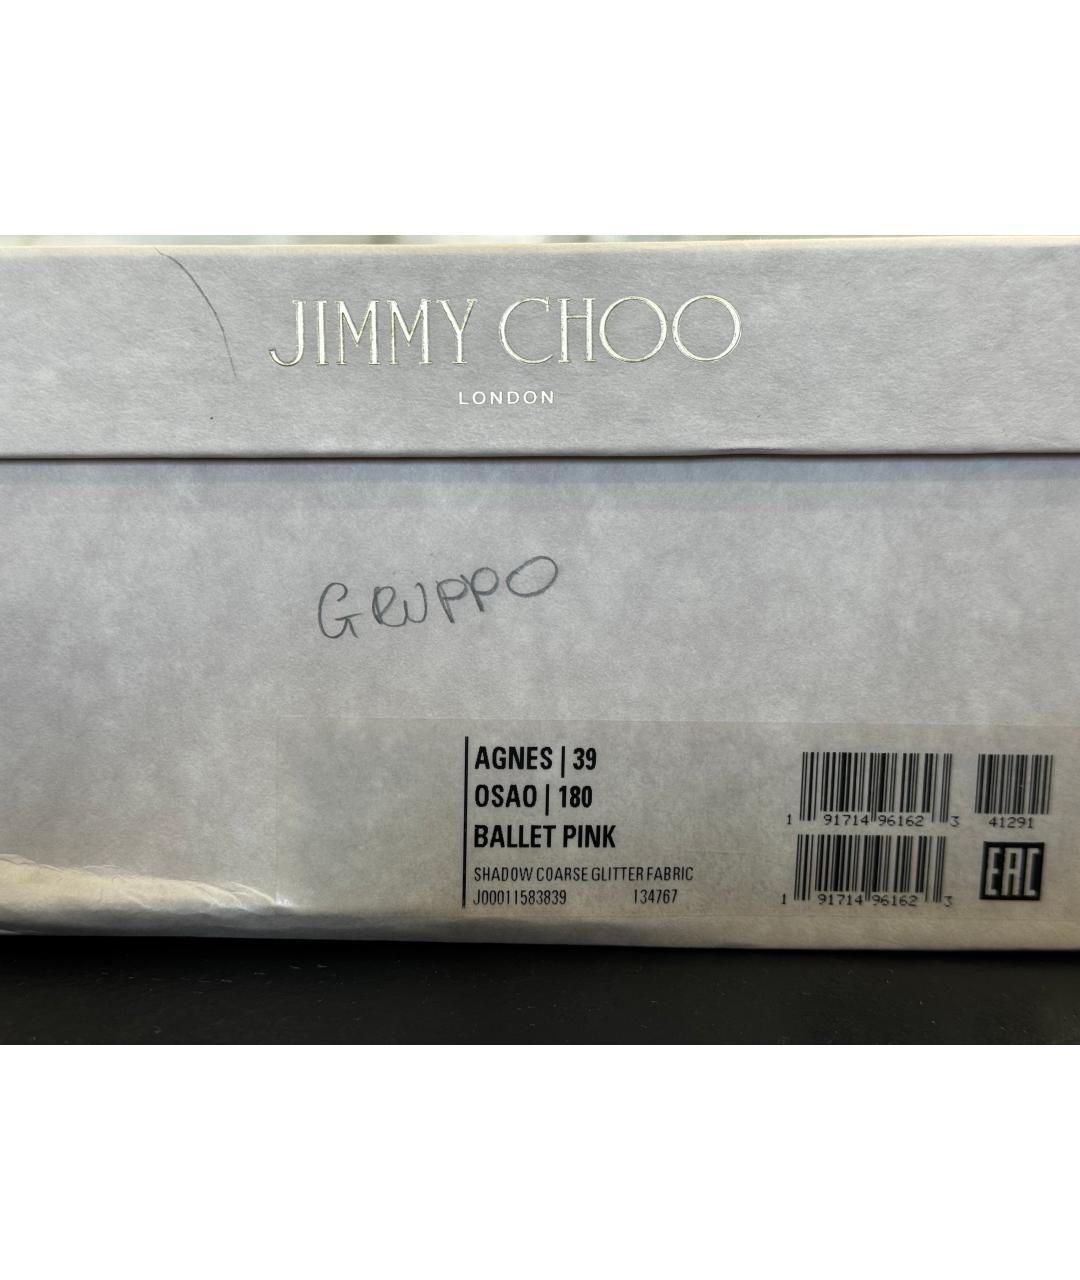 JIMMY CHOO
LONDON
GRUPPO
AGNES | 39
OSAO | 180
BALLET PINK
SHADOW COARSE GLITTER FABRIC
J00011583839 134767
1 91714 96162 3
41291
1 91714 96162 3
EAC